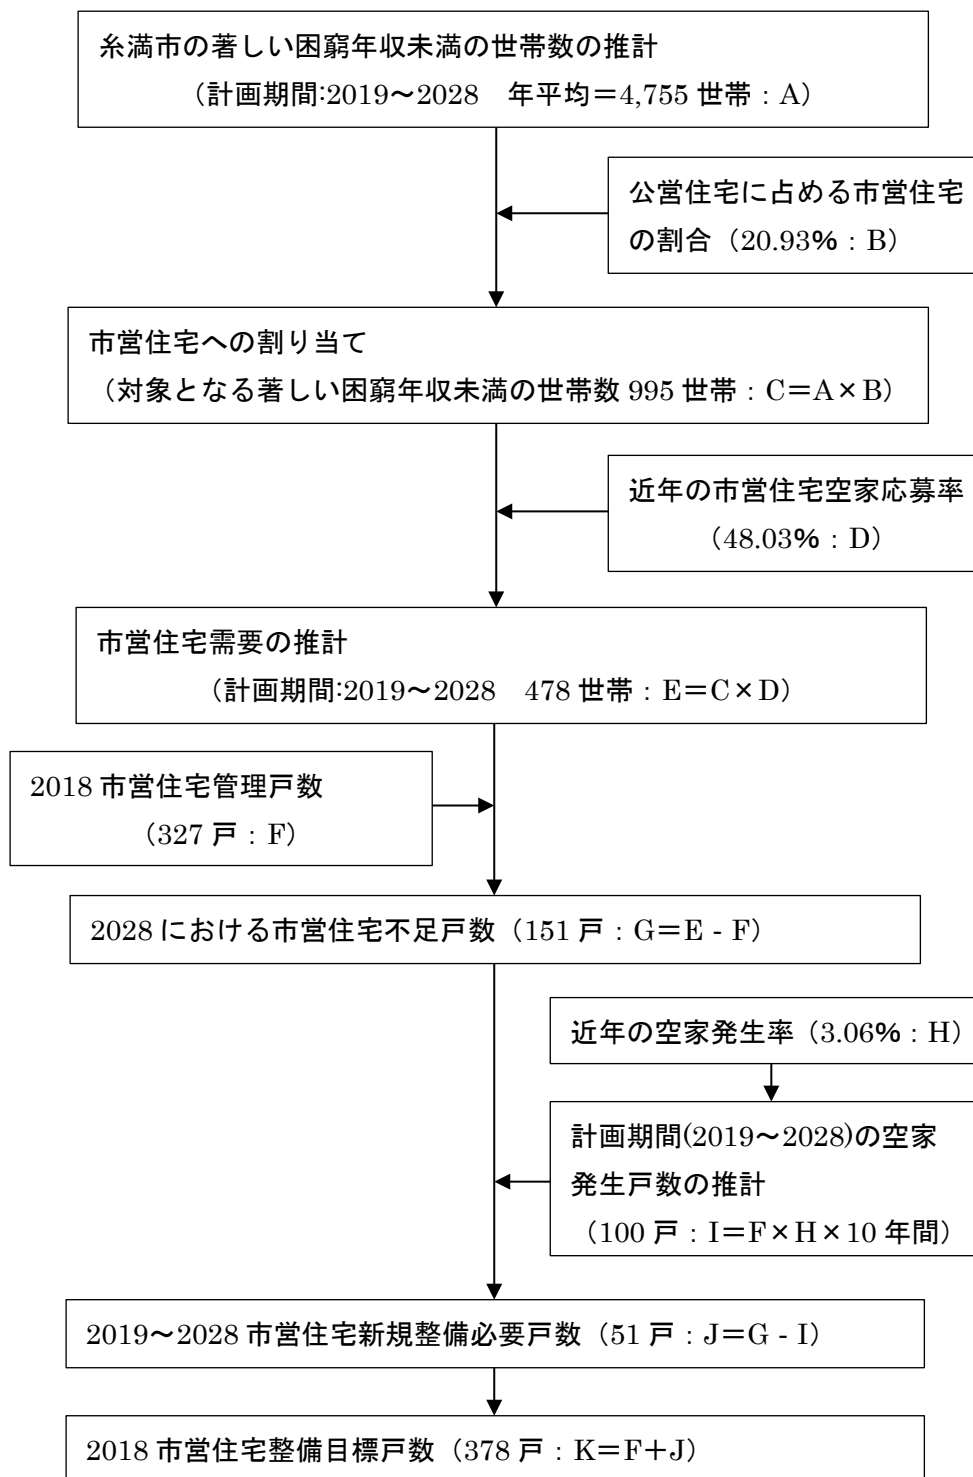 糸満市の著しい困窮年収未満の世帯数の推計
（計画期間:2019～2028　年平均＝4,755 世帯：A）
公営住宅に占める市営住宅
の割合（20.93%：B）
市営住宅への割り当て
（対象となる著しい困窮年収未満の世帯数 995 世帯：C＝A×B）
近年の市営住宅空家応募率
（48.03%：D）
市営住宅需要の推計
（計画期間:2019～2028　478 世帯：E＝C×D）
2018 市営住宅管理戸数
（327 戸：F）
2028 における市営住宅不足戸数（151 戸：G＝E - F）
近年の空家発生率（3.06%：H）
計画期間(2019～2028)の空家
発生戸数の推計
（100 戸：I＝F×H×10 年間）
2019～2028 市営住宅新規整備必要戸数（51 戸：J＝G - I）
2018 市営住宅整備目標戸数（378 戸：K＝F＋J）